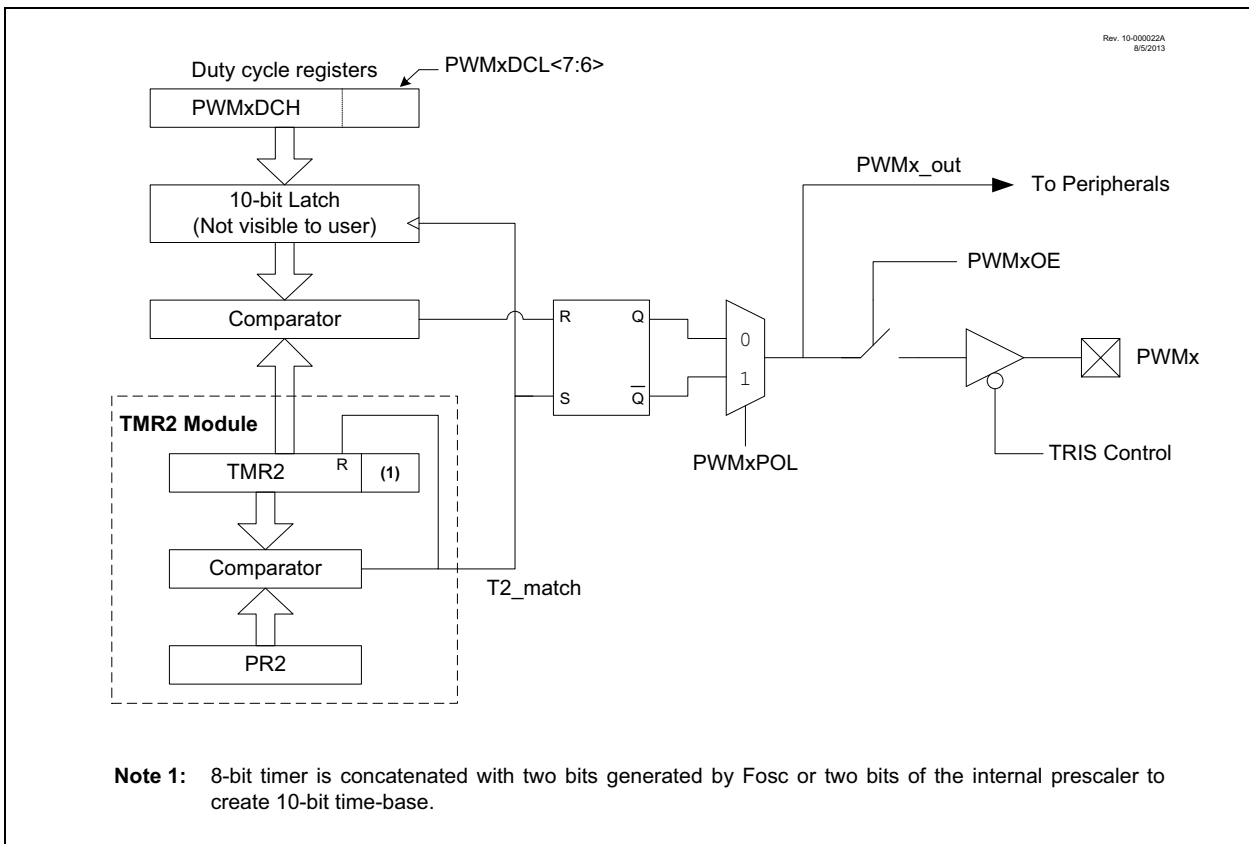 Rev. 10-000022A
8/5/2013
Duty cycle registers
PWMxDCL<7:6>
PWMxDCH
10-bit Latch
(Not visible to user)
Comparator
PWMx_out
To Peripherals
PWMxOE
R
Q
S
Q̅
0
1
PWMxPOL
PWMx
TRIS Control
TMR2 Module
TMR2
R
(1)
Comparator
T2_match
PR2
Note 1: 8-bit timer is concatenated with two bits generated by Fosc or two bits of the internal prescaler to
create 10-bit time-base.